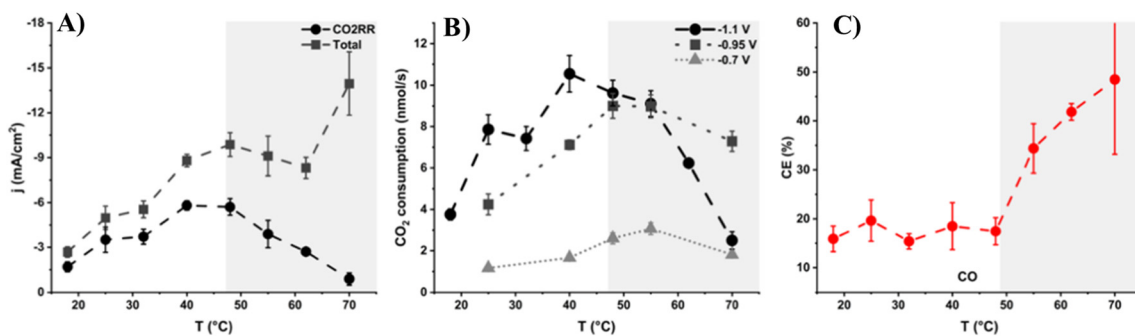 A)
CO2RR
Total
-18
-15
-12
-9
-6
-3
0
j (mA/cm²)
20 30 40 50 60 70
T (°C)
B)
-1.1 V
-0.95 V
-0.7 V
12
10
8
6
4
2
0
CO₂ consumption (nmol/s)
20 30 40 50 60 70
T (°C)
C)
60
50
40
30
20
10
CE (%)
CO
20 30 40 50 60 70
T (°C)